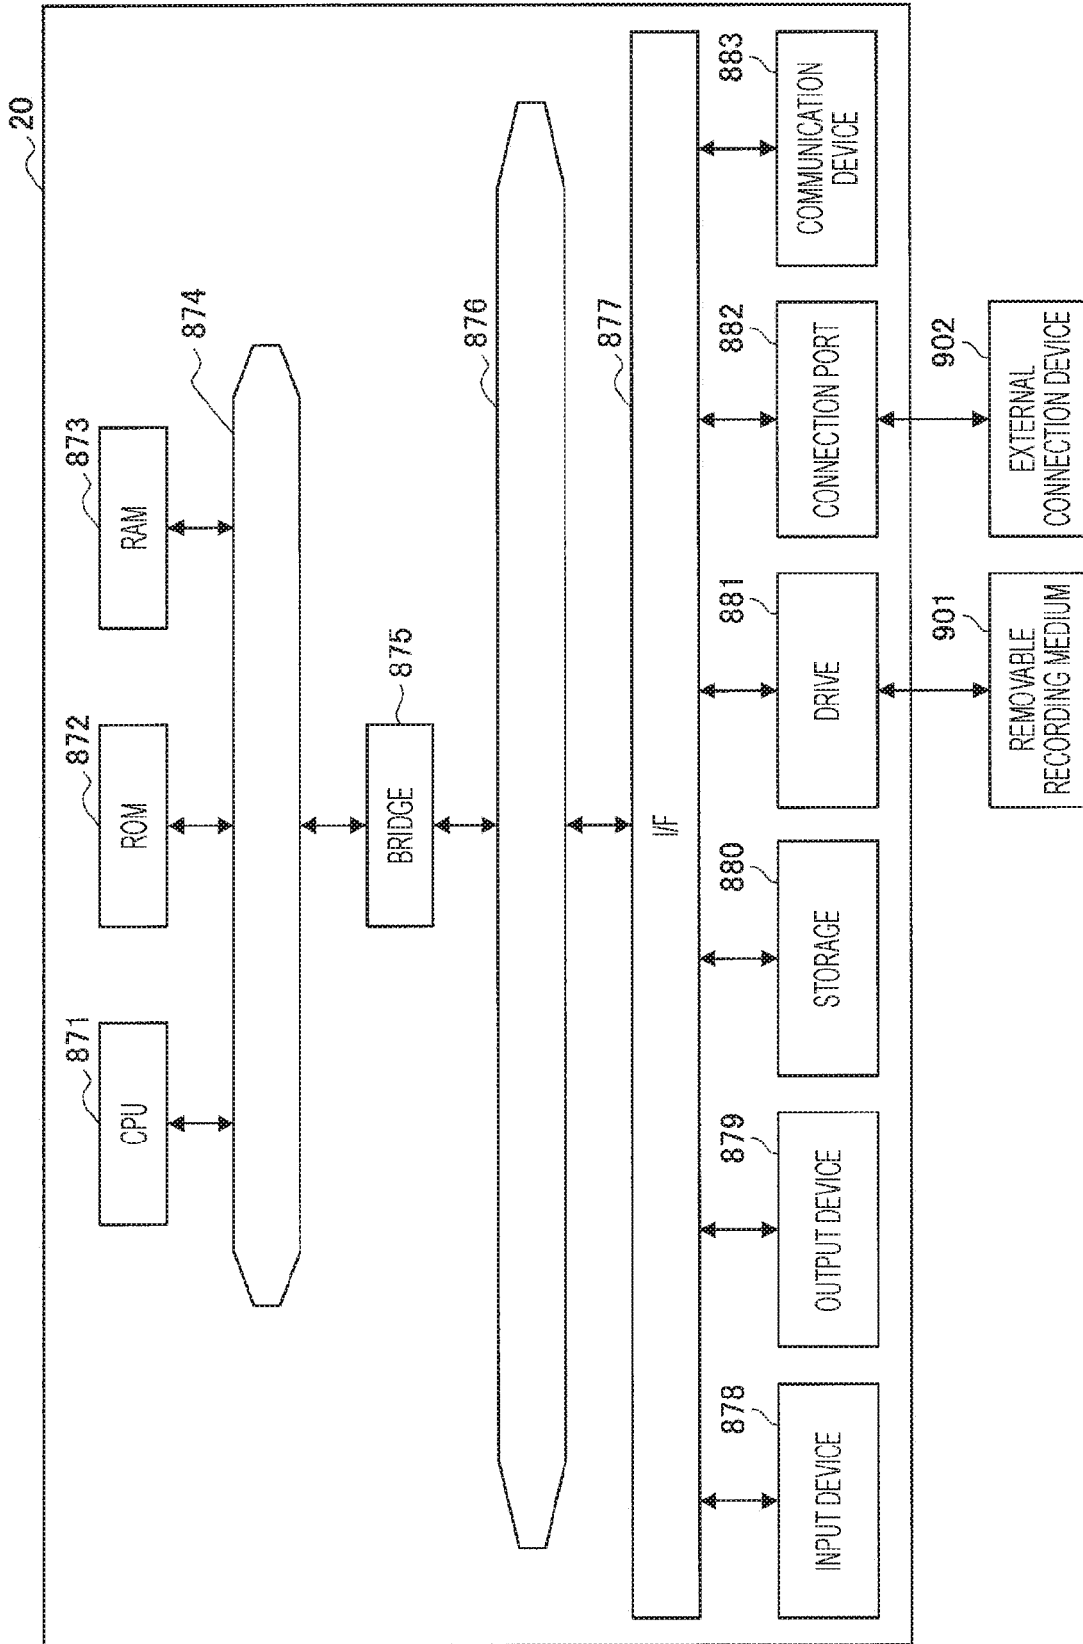 20
871
872
873
CPU
ROM
RAM
874
875
BRIDGE
876
877
I/F
878
879
880
881
882
883
INPUT DEVICE
OUTPUT DEVICE
STORAGE
DRIVE
CONNECTION PORT
COMMUNICATION
DEVICE
901
902
REMOVABLE
RECORDING MEDIUM
EXTERNAL
CONNECTION DEVICE